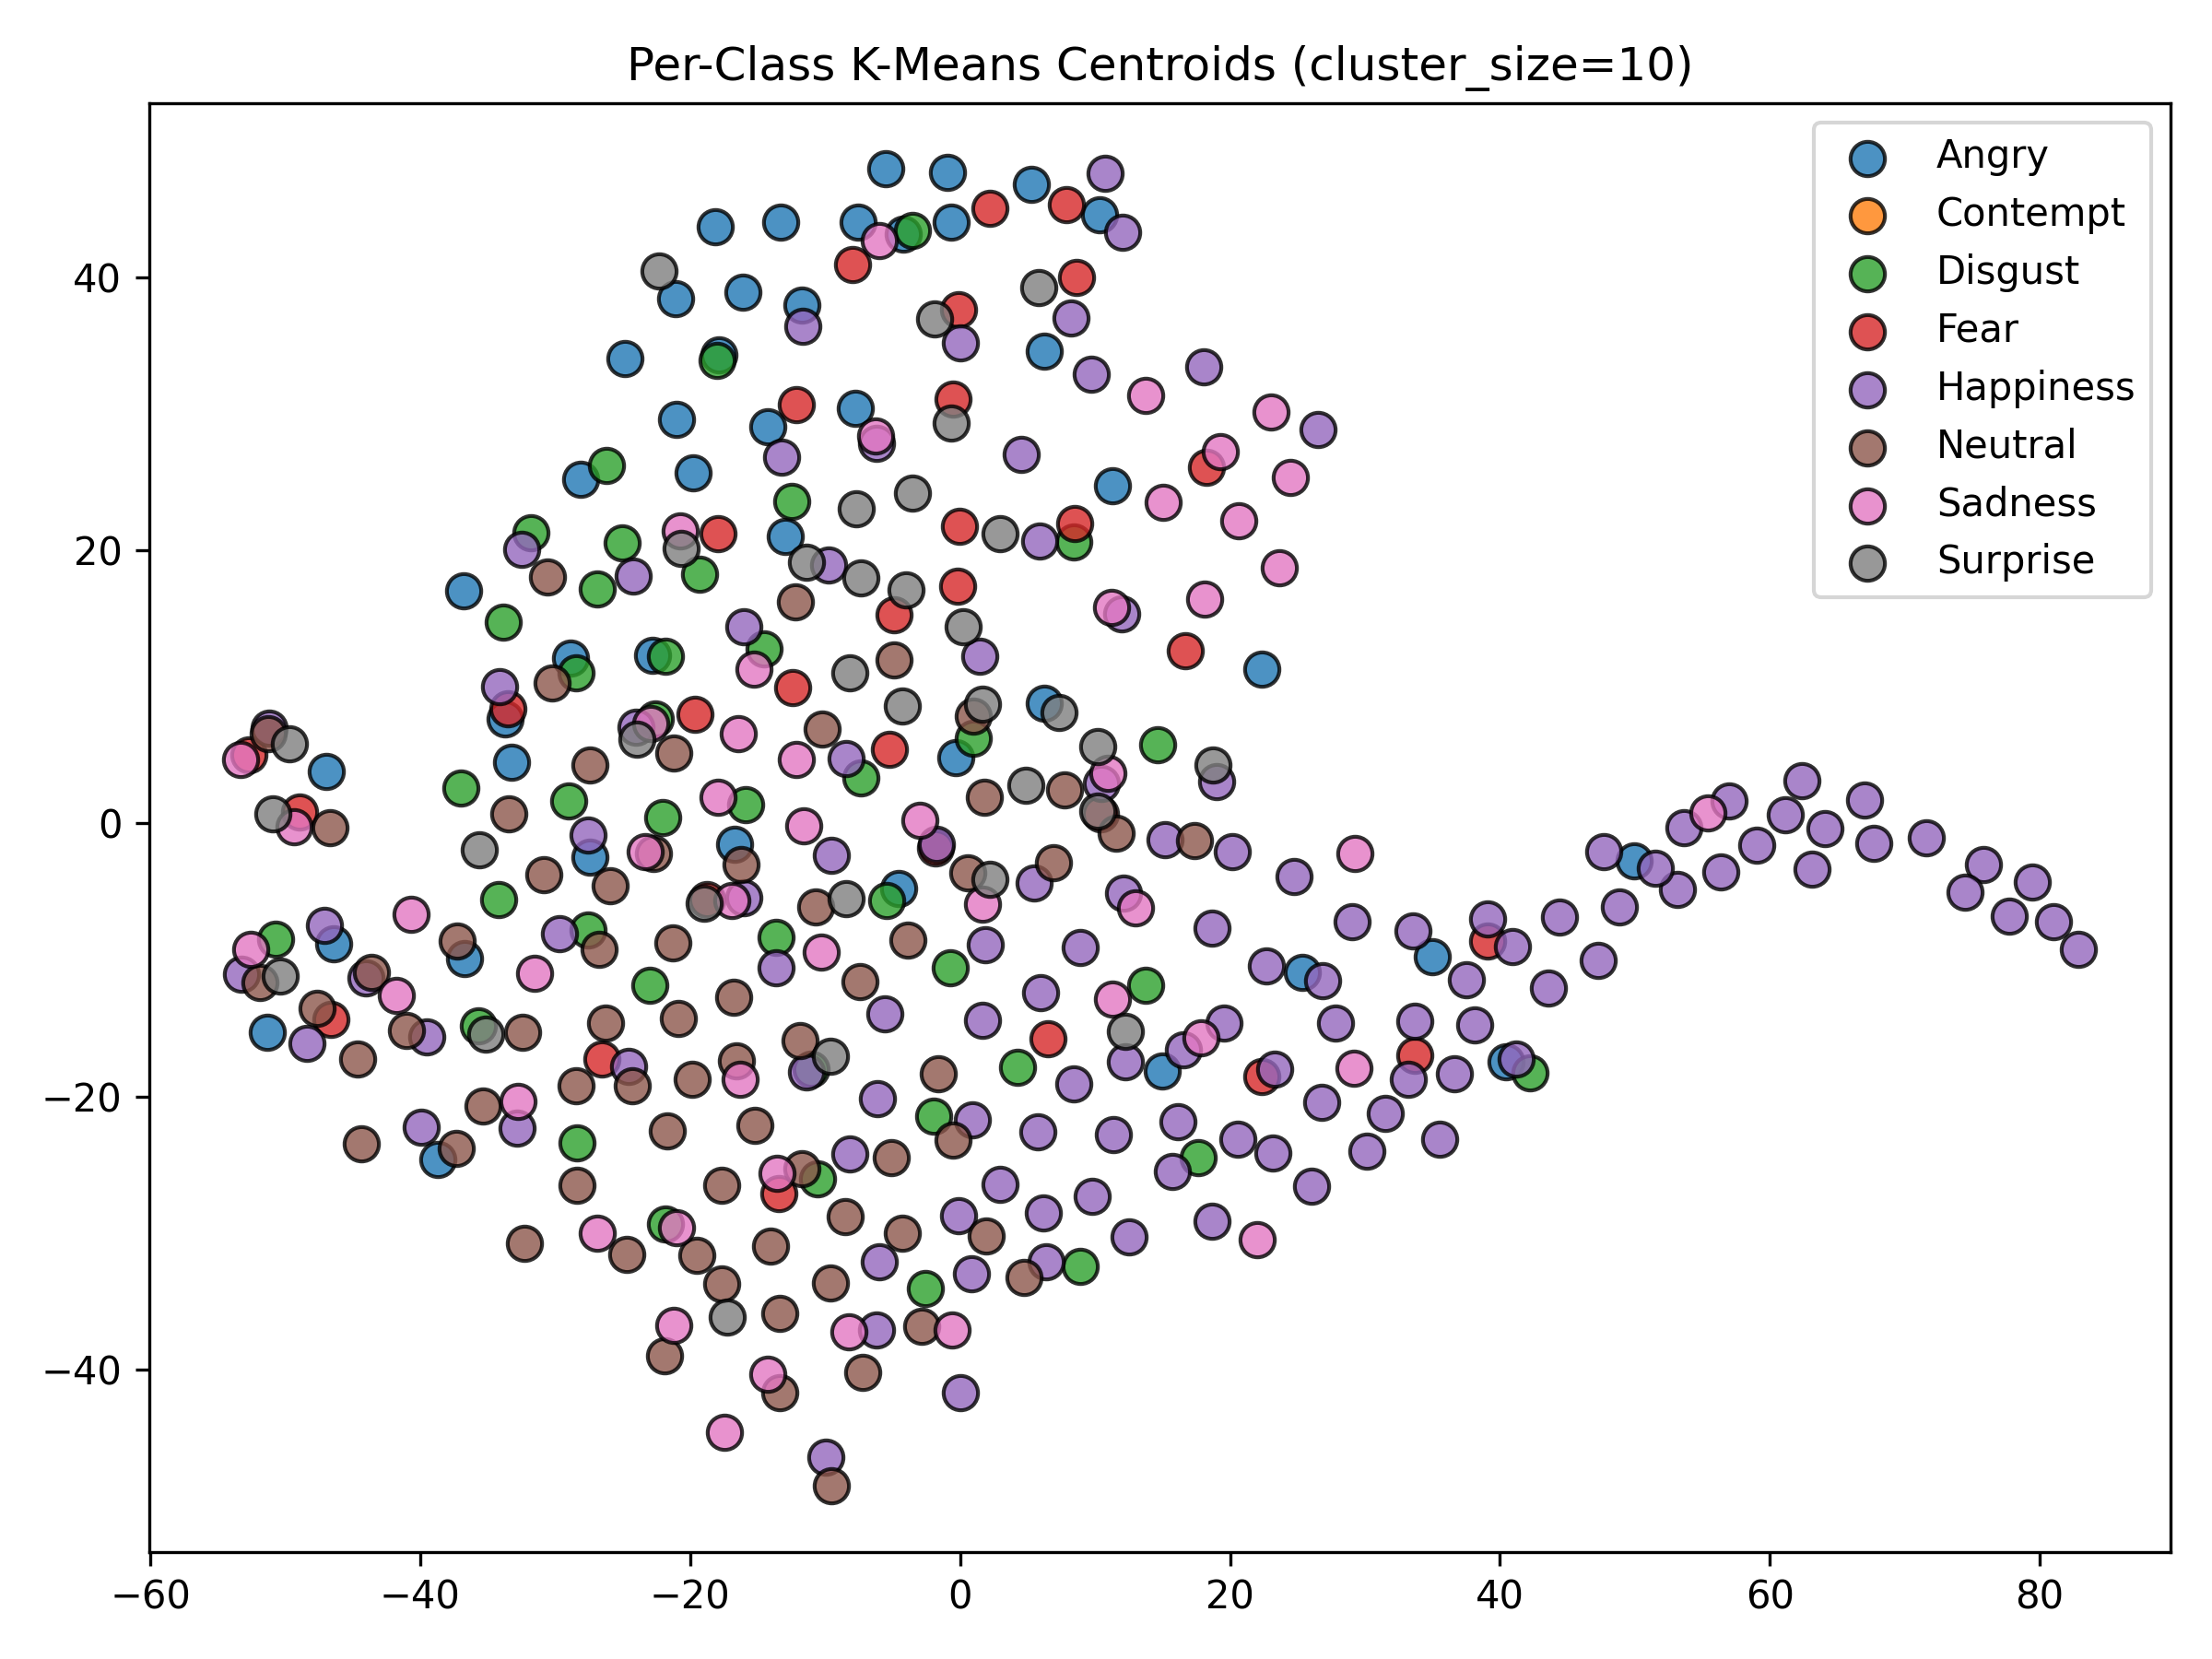 Per-Class K-Means Centroids (cluster_size=10)
Angry
Contempt
Disgust
Fear
Happiness
Neutral
Sadness
Surprise
40
20
0
−20
−40
−60 −40 −20 0 20 40 60 80